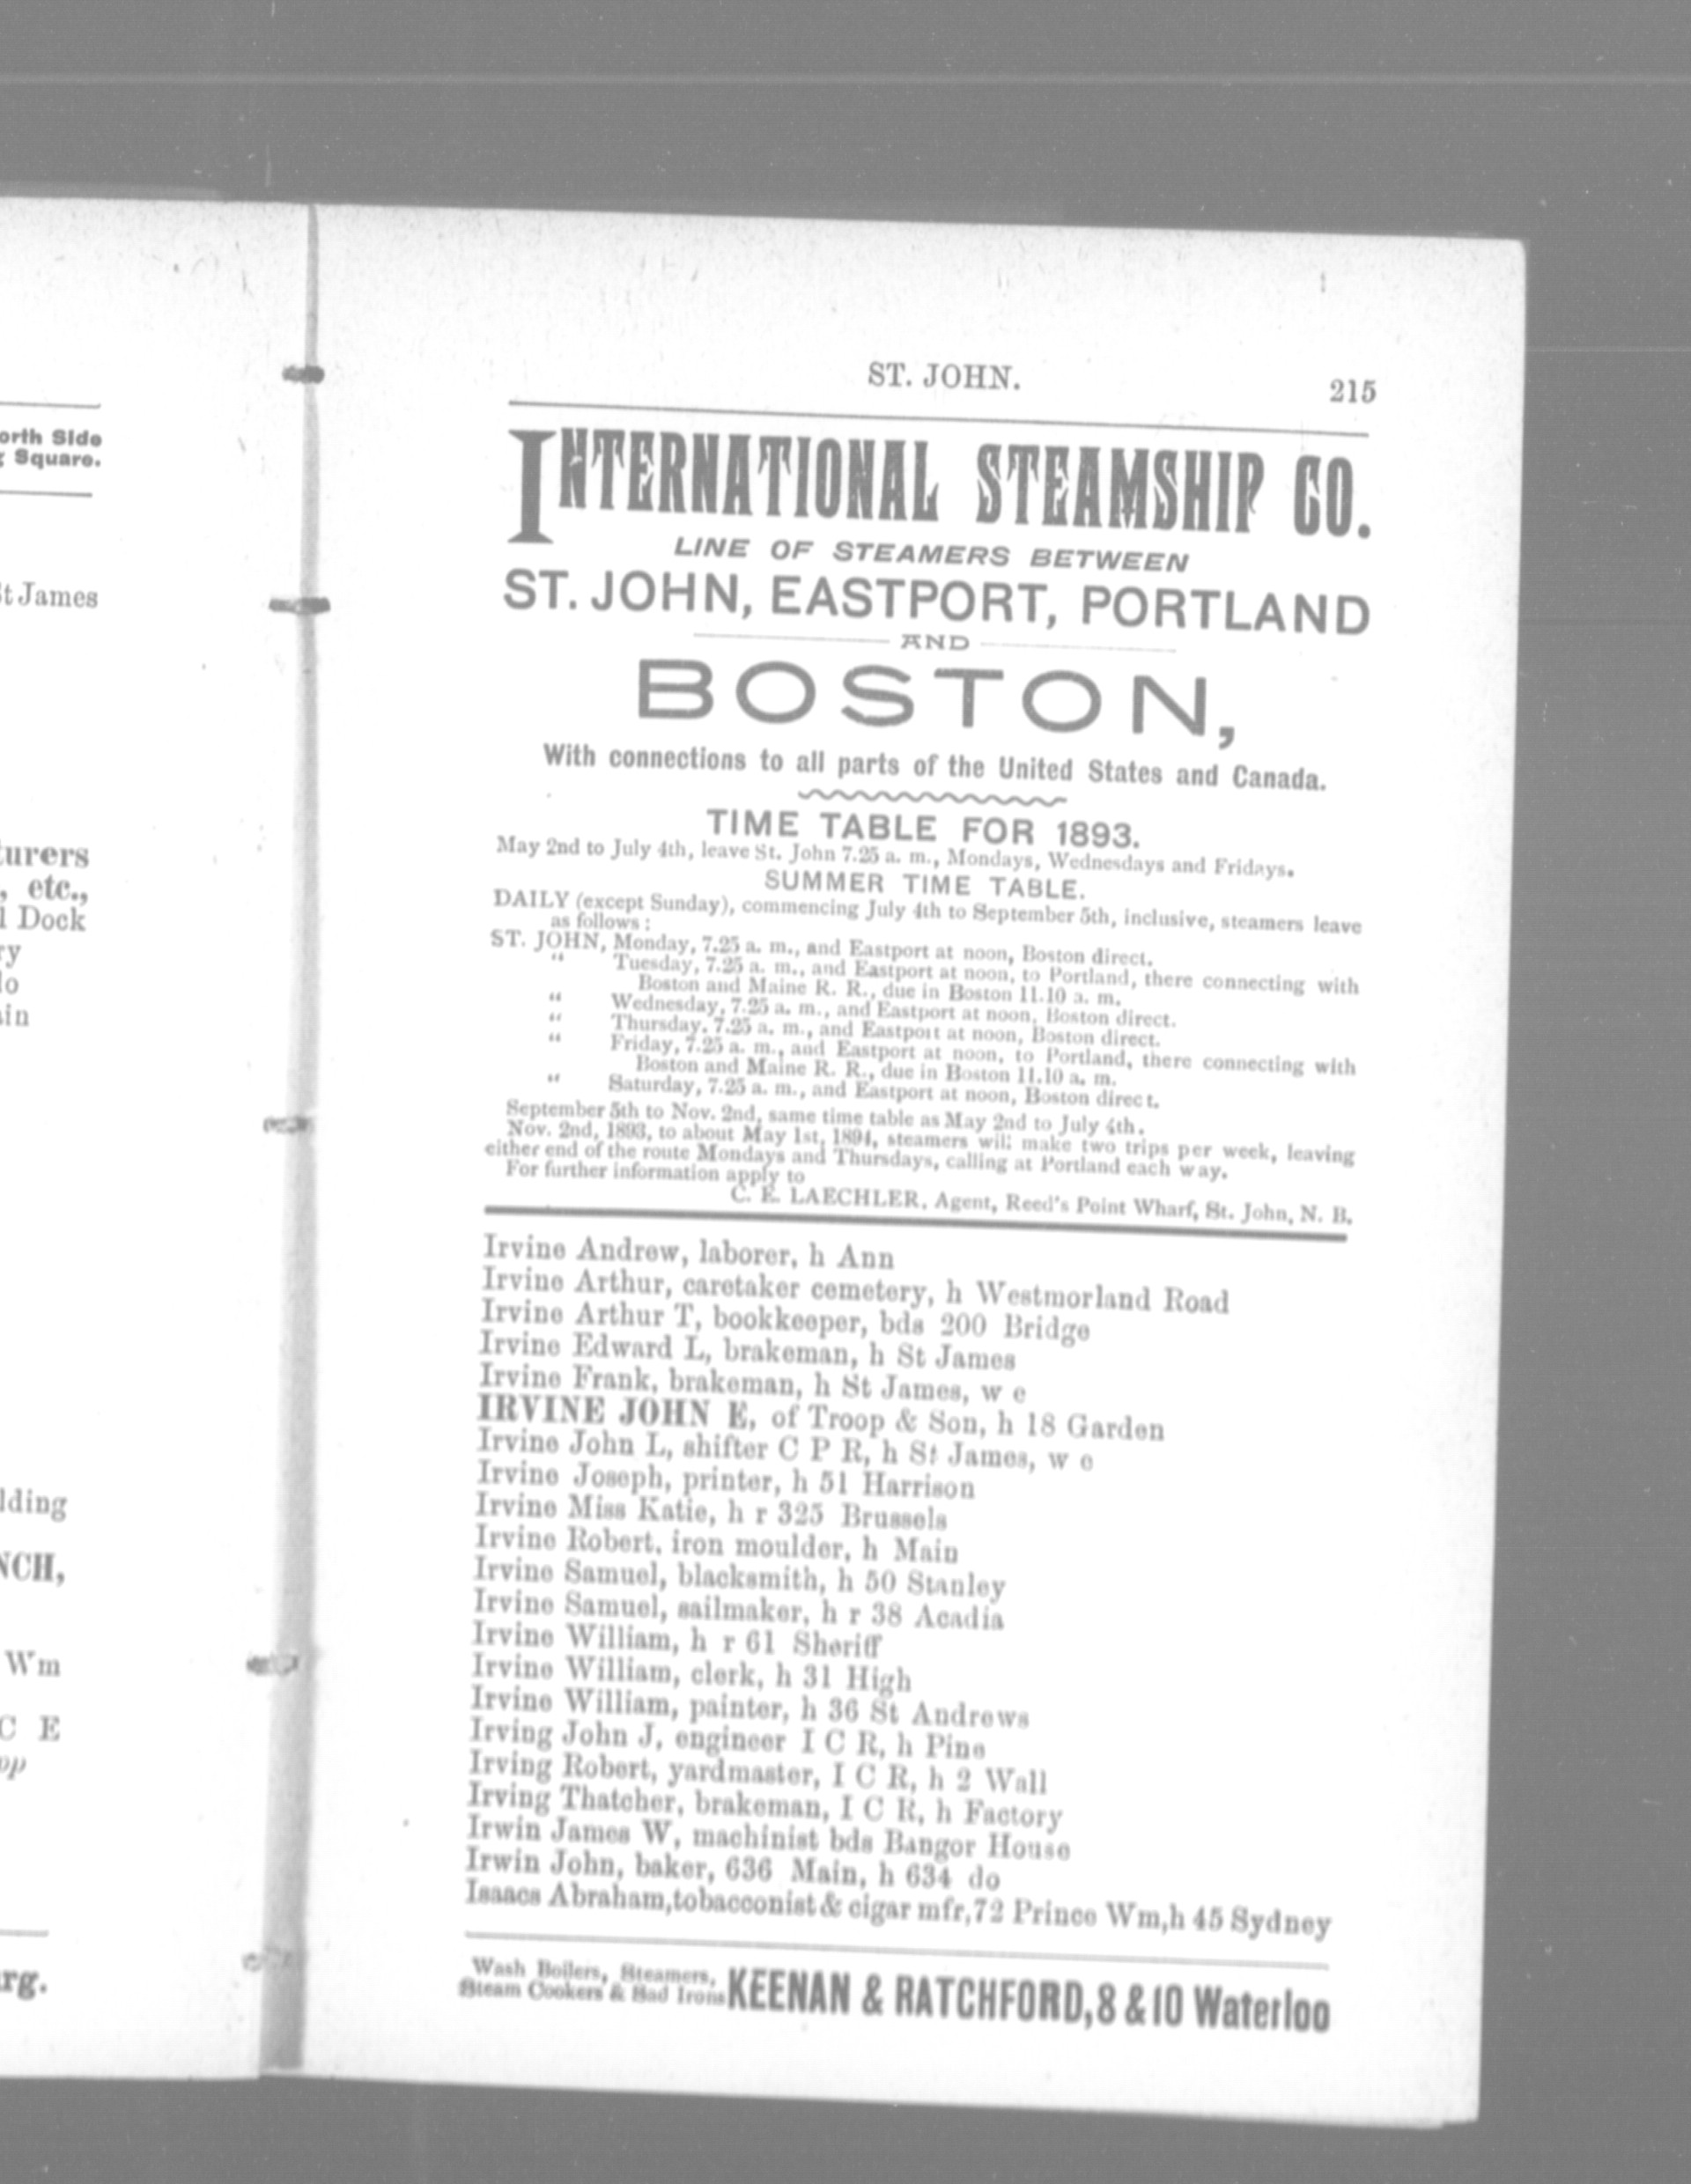 orth Side
Square.
St James
turers
, etc.,
l Dock
ry
lo
in
lding
NCH,
Wm
C E
op
rg.
ST. JOHN. 215
INTERNATIONAL STEAMSHIP CO.
LINE OF STEAMERS BETWEEN
ST. JOHN, EASTPORT, PORTLAND
AND
BOSTON,
With connections to all parts of the United States and Canada.
TIME TABLE FOR 1893.
May 2nd to July 4th, leave St. John 7.25 a. m., Mondays, Wednesdays and Fridays.
SUMMER TIME TABLE.
DAILY (except Sunday), commencing July 4th to September 5th, inclusive, steamers leave
as follows:
ST. JOHN, Monday, 7.25 a. m., and Eastport at noon, Boston direct.
" Tuesday, 7.25 a. m., and Eastport at noon, to Portland, there connecting with
Boston and Maine R. R., due in Boston 11.10 a. m.
" Wednesday, 7.25 a. m., and Eastport at noon, Boston direct.
" Thursday, 7.25 a. m., and Eastport at noon, Boston direct.
" Friday, 7.25 a. m., and Eastport at noon, to Portland, there connecting with
Boston and Maine R. R., due in Boston 11.10 a. m.
" Saturday, 7.25 a. m., and Eastport at noon, Boston direct.
September 5th to Nov. 2nd, same time table as May 2nd to July 4th.
Nov. 2nd, 1893, to about May 1st, 1894, steamers will make two trips per week, leaving
either end of the route Mondays and Thursdays, calling at Portland each way.
For further information apply to
C. E. LAECHLER, Agent, Reed's Point Wharf, St. John, N. B.
Irvine Andrew, laborer, h Ann
Irvine Arthur, caretaker cemetery, h Westmorland Road
Irvine Arthur T, bookkeeper, bds 200 Bridge
Irvine Edward L, brakeman, h St James
Irvine Frank, brakeman, h St James, w e
IRVINE JOHN E, of Troop & Son, h 18 Garden
Irvine John L, shifter C P R, h St James, w e
Irvine Joseph, printer, h 51 Harrison
Irvine Miss Katie, h r 325 Brussels
Irvine Robert, iron moulder, h Main
Irvine Samuel, blacksmith, h 50 Stanley
Irvine Samuel, sailmaker, h r 38 Acadia
Irvine William, h r 61 Sheriff
Irvine William, clerk, h 31 High
Irvine William, painter, h 36 St Andrews
Irving John J, engineer I C R, h Pine
Irving Robert, yardmaster, I C R, h 2 Wall
Irving Thatcher, brakeman, I C R, h Factory
Irwin James W, machinist bds Bangor House
Irwin John, baker, 636 Main, h 634 do
Isaacs Abraham, tobacconist & cigar mfr, 72 Prince Wm, h 45 Sydney
Wash Boilers, Steamers,
Steam Cookers & Sad Irons KEENAN & RATCHFORD, 8 & 10 Waterloo